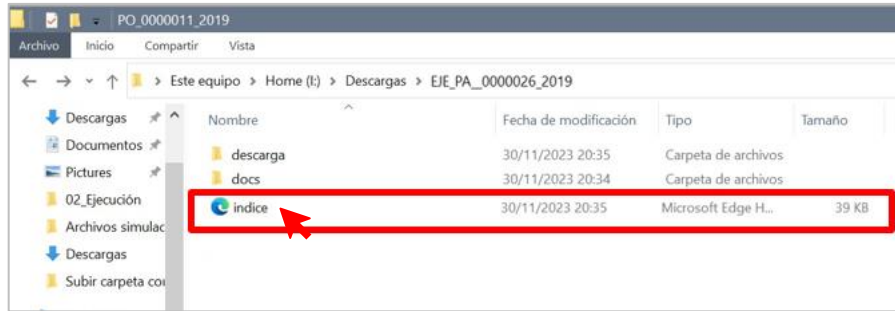 PO_0000011_2019
Archivo Inicio Compartir Vista
Este equipo > Home (I:) > Descargas > EJE_PA__0000026_2019
Nombre Fecha de modificación Tipo Tamaño
Descargas
Documentos
Pictures
02_Ejecución
Archivos simulac
Descargas
Subir carpeta co
descarga 30/11/2023 20:35 Carpeta de archivos
docs 30/11/2023 20:34 Carpeta de archivos
indice 30/11/2023 20:35 Microsoft Edge H... 39 KB